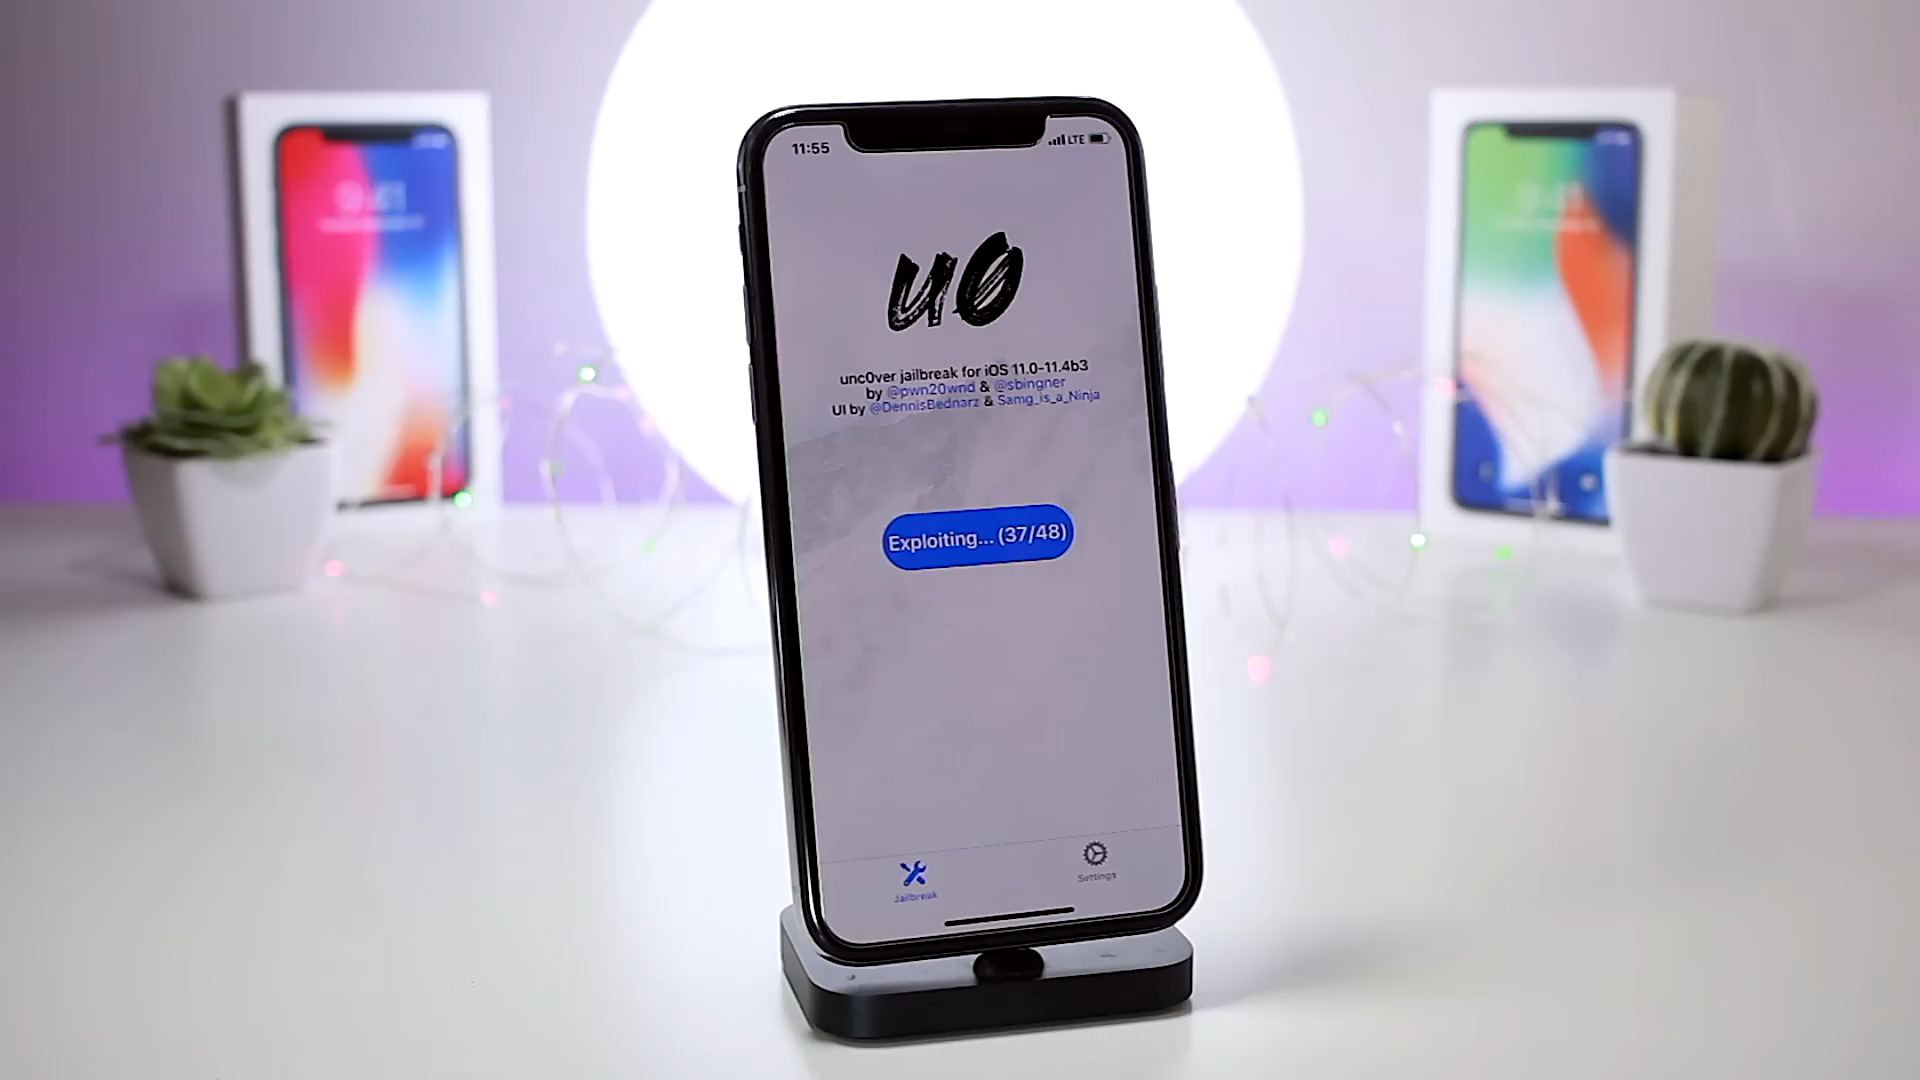 11:55
LTE
u0
unc0ver jailbreak for iOS 11.0-11.4b3
by @pwn20wnd & @sbingner
UI by @DennisBednarz & Samg_is_a_Ninja
Exploiting... (37/48)
Jailbreak
Settings